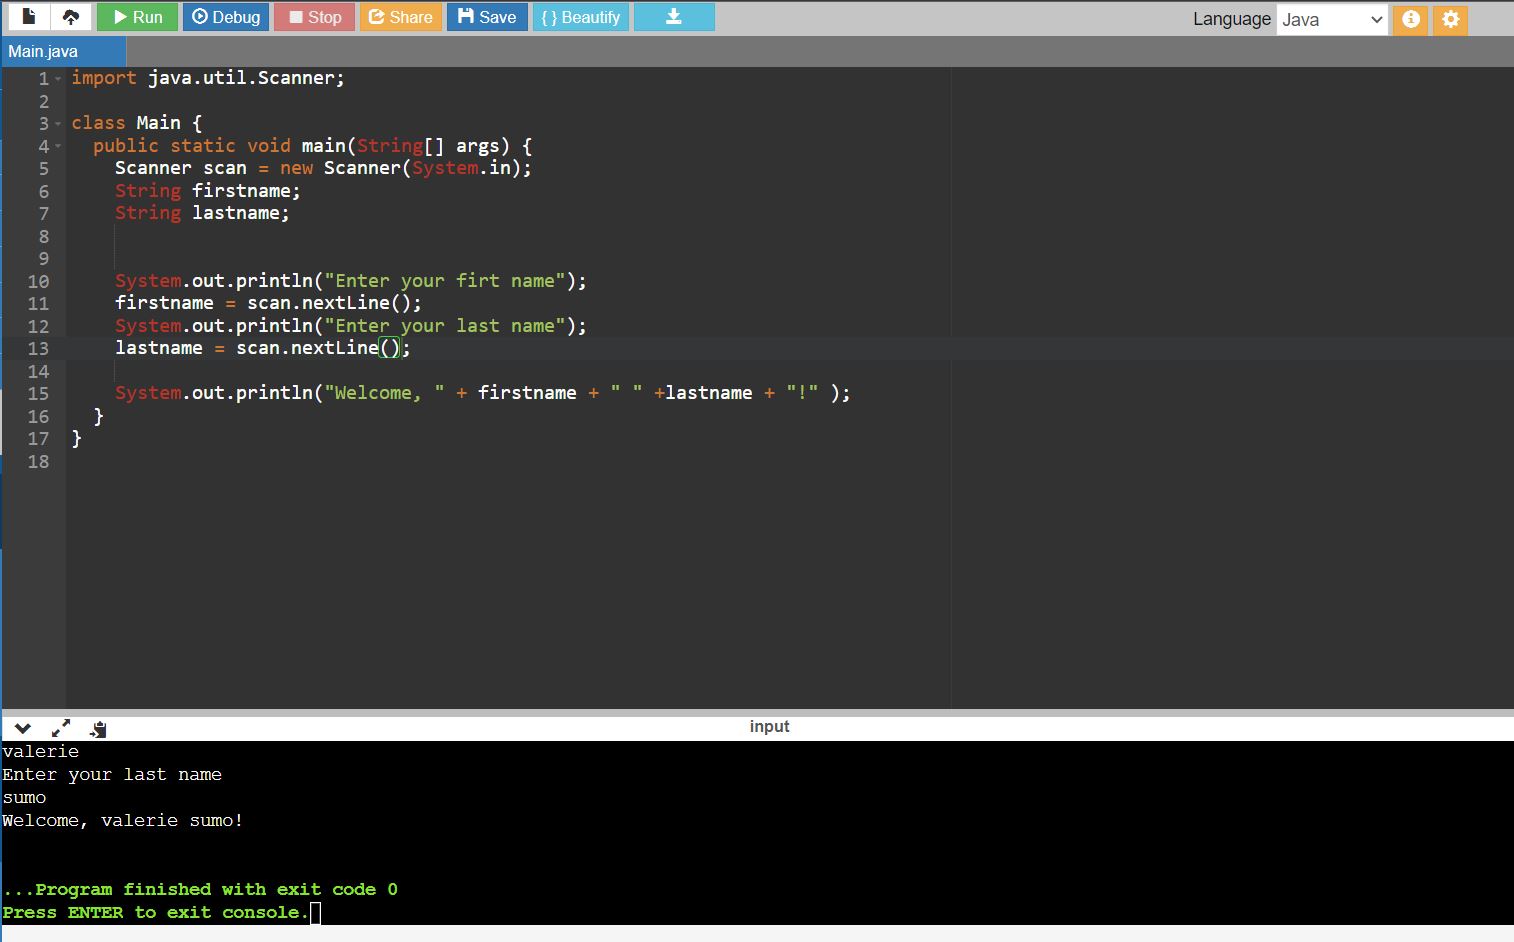 Run Debug Stop Share Save { } Beautify Language Java
Main.java
1 import java.util.Scanner;
2
3 class Main {
4 public static void main(String[] args) {
5 Scanner scan = new Scanner(System.in);
6 String firstname;
7 String lastname;
8
9
10 System.out.println("Enter your firt name");
11 firstname = scan.nextLine();
12 System.out.println("Enter your last name");
13 lastname = scan.nextLine();
14
15 System.out.println("Welcome, " + firstname + " " +lastname + "!" );
16 }
17 }
18
input
valerie
Enter your last name
sumo
Welcome, valerie sumo!
...Program finished with exit code 0
Press ENTER to exit console.